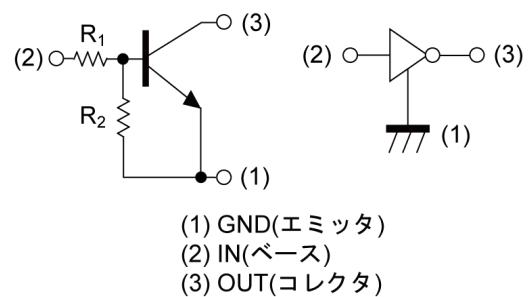 (3)
R1
(2)
R2
(1)
(2)
(3)
(1)
(1) GND(エミッタ)
(2) IN(ベース)
(3) OUT(コレクタ)